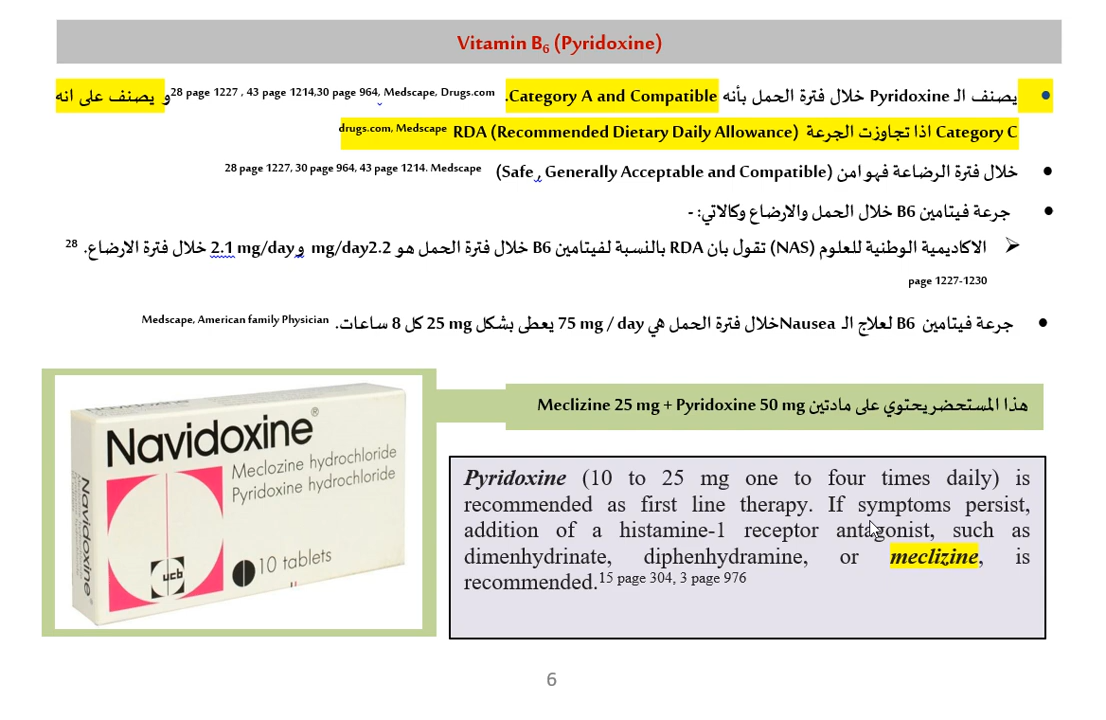 Vitamin B6 (Pyridoxine)
• يصنف الـ Pyridoxine خلال فترة الحمل بأنه Category A and Compatible. 28 page 1227 , 43 page 1214,30 page 964, Medscape, Drugs.com و يصنف على انه
Category C اذا تجاوزت الجرعة RDA (Recommended Dietary Daily Allowance) drugs.com, Medscape
• خلال فترة الرضاعة فهو امن (Safe, Generally Acceptable and Compatible) 28 page 1227, 30 page 964, 43 page 1214. Medscape
• جرعة فيتامين B6 خلال الحمل والارضاع وكالاتي: -
➢ الاكاديمية الوطنية للعلوم (NAS) تقول بان RDA بالنسبة لفيتامين B6 خلال فترة الحمل هو mg/day2.2 و 2.1 mg/day خلال فترة الارضاع. 28
page 1227-1230
• جرعة فيتامين B6 لعلاج الـ Nausea خلال فترة الحمل هي 75 mg / day يعطى بشكل 25 mg كل 8 ساعات. Medscape, American family Physician
هذا المستحضر يحتوي على مادتين Meclizine 25 mg + Pyridoxine 50 mg
Navidoxine®
Meclozine hydrochloride
Pyridoxine hydrochloride
ucb
10 tablets
Navidoxine®
Pyridoxine (10 to 25 mg one to four times daily) is
recommended as first line therapy. If symptoms persist,
addition of a histamine-1 receptor antagonist, such as
dimenhydrinate, diphenhydramine, or meclizine, is
recommended.15 page 304, 3 page 976
6